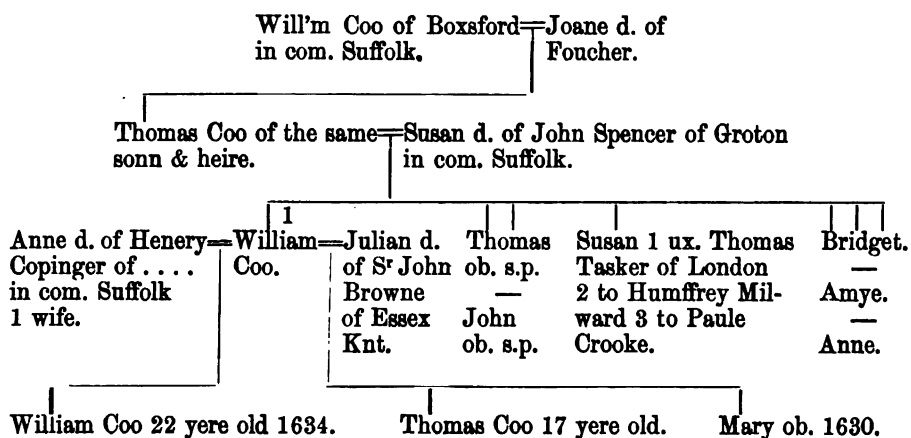 Will'm Coo of Boxsford=Joane d. of
in com. Suffolk. Foucher.
Thomas Coo of the same=Susan d. of John Spencer of Groton
sonn & heire. in com. Suffolk.
1
Anne d. of Henery=William=Julian d. Thomas Susan 1 ux. Thomas Bridget.
Copinger of .... Coo. of Sr John ob. s.p. Tasker of London —
in com. Suffolk Browne — 2 to Humffrey Mil- Amye.
1 wife. of Essex John ward 3 to Paule —
Knt. ob. s.p. Crooke. Anne.
William Coo 22 yere old 1634. Thomas Coo 17 yere old. Mary ob. 1630.